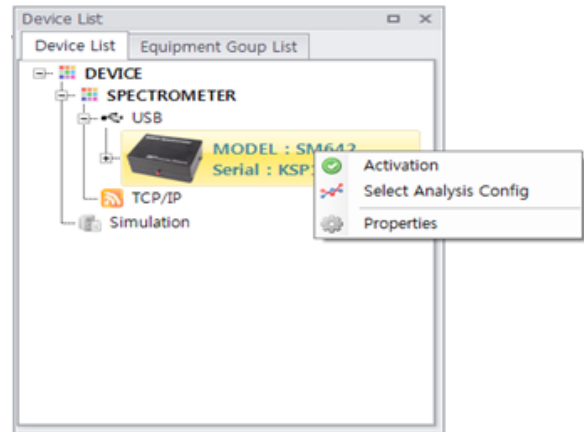 Device List
Device List
Equipment Goup List
DEVICE
SPECTROMETER
USB
MODEL : SM642
Serial : KSP
TCP/IP
Simulation
Activation
Select Analysis Config
Properties